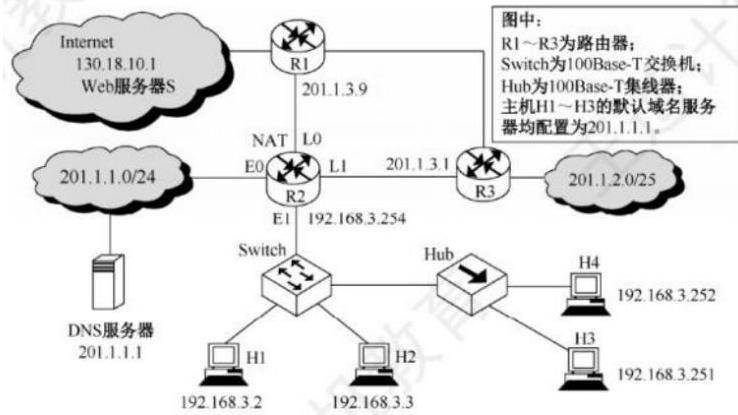 Internet
130.18.10.1
Web服务器S
R1
201.1.3.9
图中：
R1～R3为路由器；
Switch为100Base-T交换机；
Hub为100Base-T集线器；
主机H1～H3的默认域名服务
器均配置为201.1.1.1。
NAT L0
201.1.1.0/24
E0
L1
201.1.3.1
R2
R3
201.1.2.0/25
E1
192.168.3.254
Switch
Hub
H4
192.168.3.252
DNS服务器
201.1.1.1
H1
H2
H3
192.168.3.251
192.168.3.2
192.168.3.3